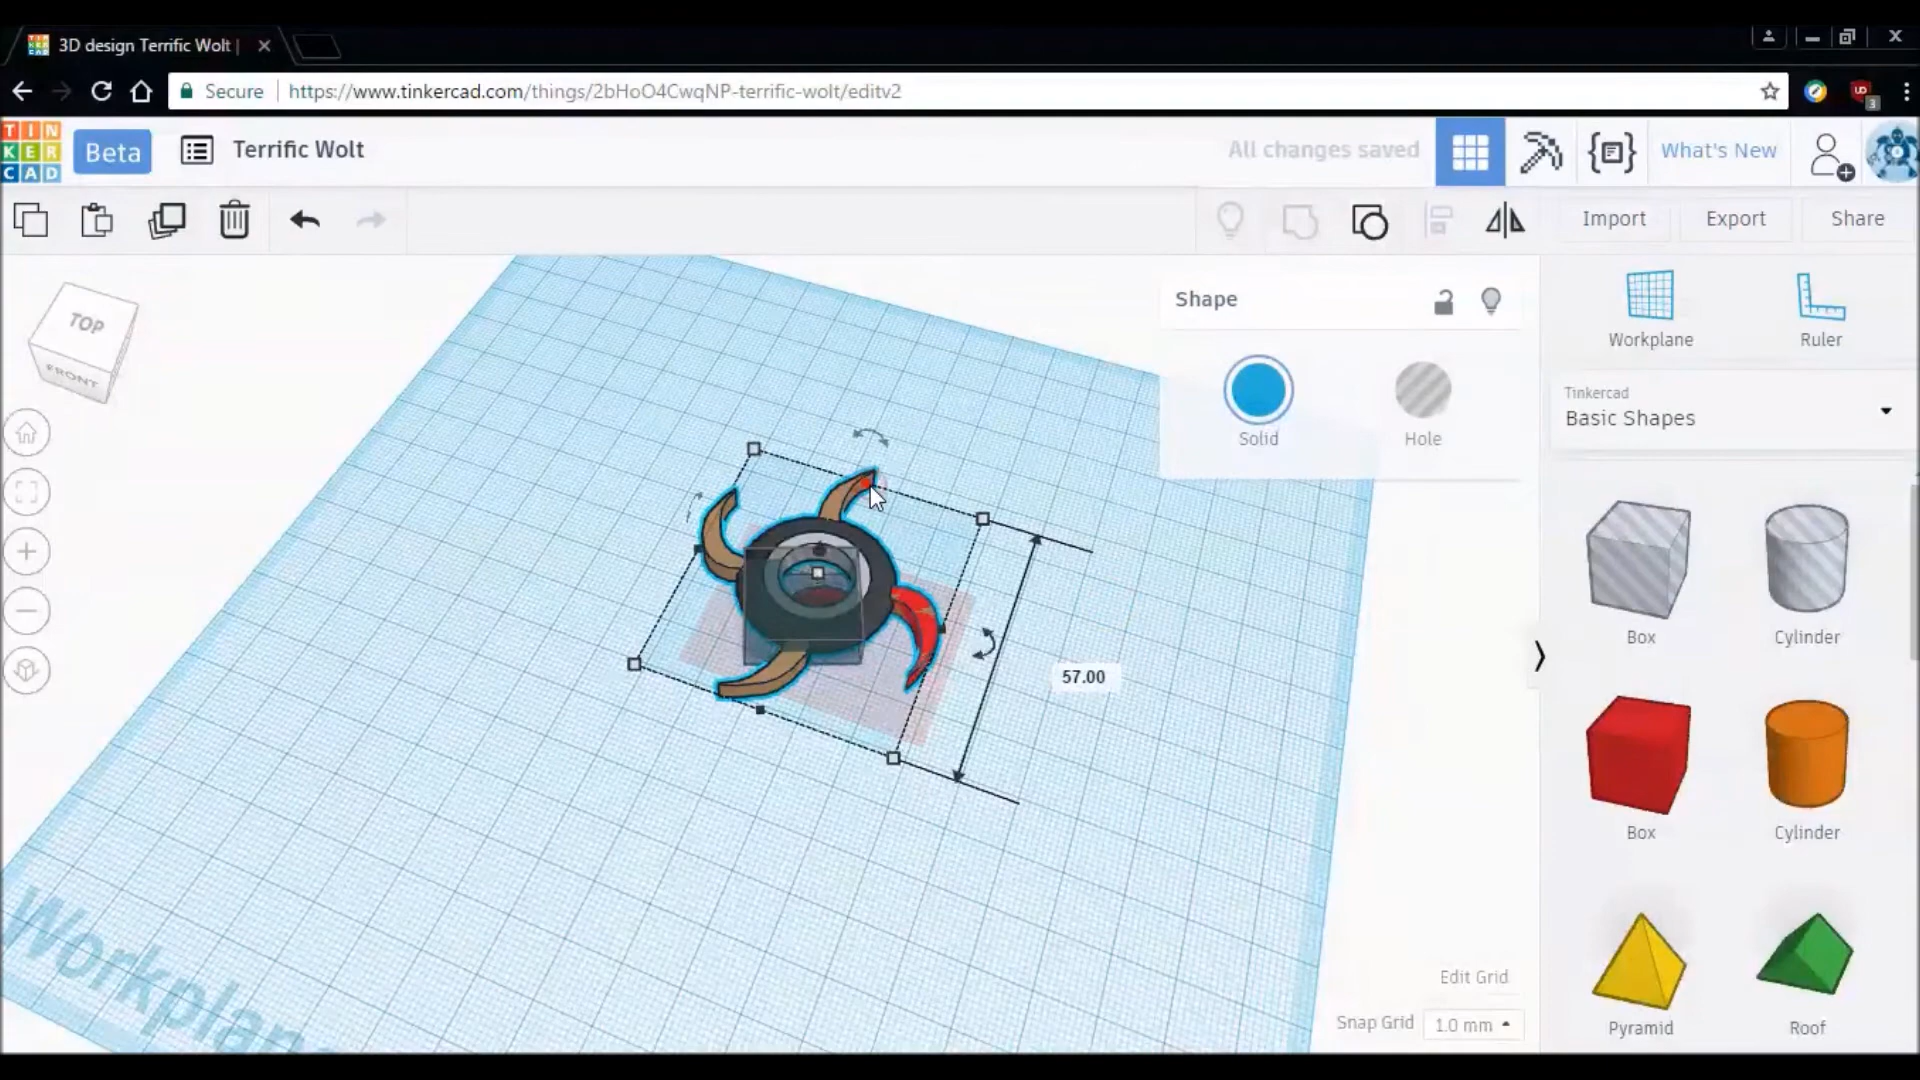 3D design Terrific Wolt |
Secure https://www.tinkercad.com/things/2bHoO4CwqNP-terrific-wolt/editv2
3
TIN
KER
CAD
Beta
Terrific Wolt
All changes saved
What's New
Import
Export
Share
TOP
FRONT
Shape
Solid
Hole
Workplane
Ruler
Tinkercad
Basic Shapes
57.00
Box
Cylinder
Box
Cylinder
Pyramid
Roof
Workplan
Edit Grid
Snap Grid 1.0 mm